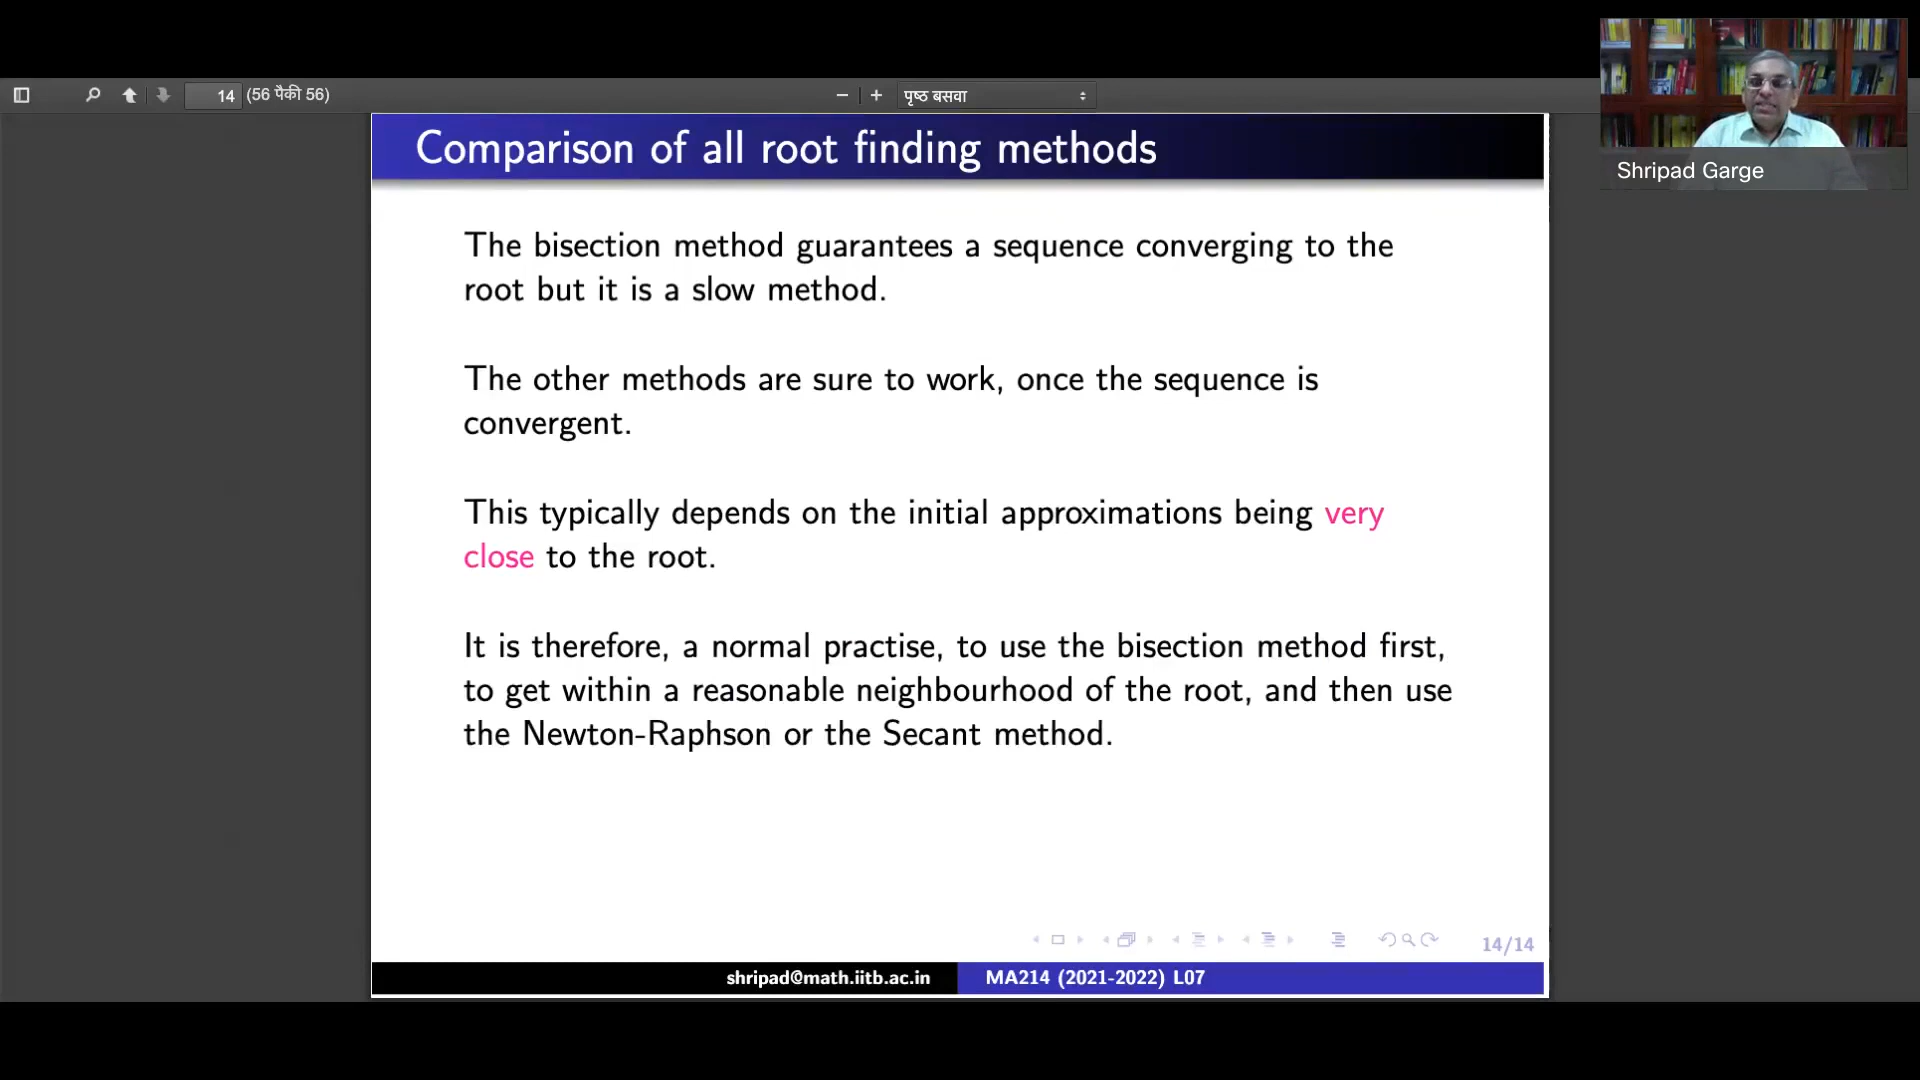 14 (56 पैकी 56)
पृष्ठ बसवा
Shripad Garge
Comparison of all root finding methods
The bisection method guarantees a sequence converging to the
root but it is a slow method.
The other methods are sure to work, once the sequence is
convergent.
This typically depends on the initial approximations being very
close to the root.
It is therefore, a normal practise, to use the bisection method first,
to get within a reasonable neighbourhood of the root, and then use
the Newton-Raphson or the Secant method.
14/14
shripad@math.iitb.ac.in MA214 (2021-2022) L07